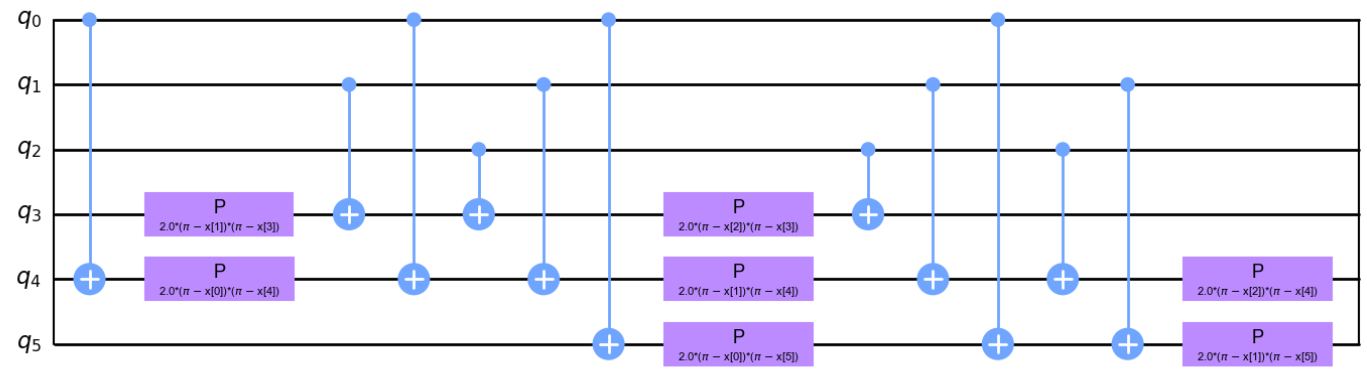 q0
q1
q2
q3
P
2.0*(π − x[1])*(π − x[3])
P
2.0*(π − x[2])*(π − x[3])
q4
P
2.0*(π − x[0])*(π − x[4])
P
2.0*(π − x[1])*(π − x[4])
P
2.0*(π − x[2])*(π − x[4])
q5
P
2.0*(π − x[0])*(π − x[5])
P
2.0*(π − x[1])*(π − x[5])